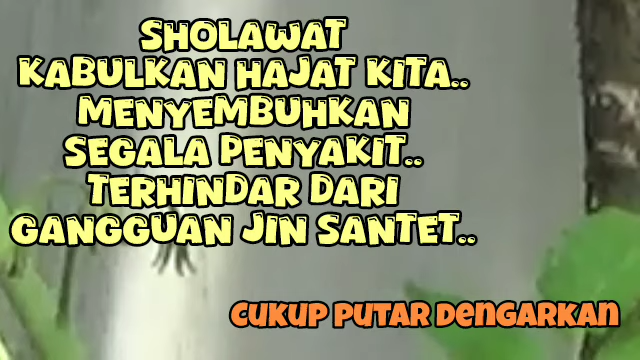 SHOLAWAT
KABULKAN HAJAT KITA..
MENYEMBUHKAN
SEGALA PENYAKIT..
TERHINDAR DARI
GANGGUAN JIN SANTET..
CUKUP PUTAR DENGARKAN